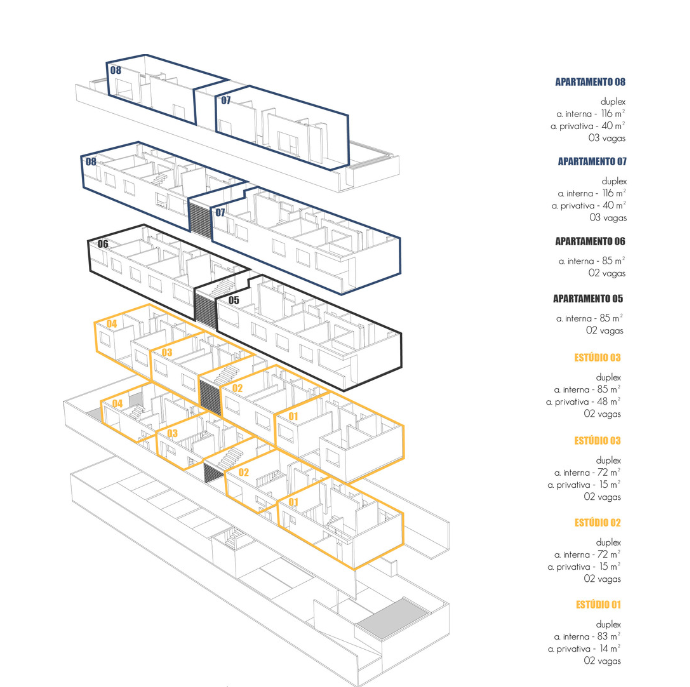 08
07
08
07
06
05
04
03
02
01
04
03
02
01
APARTAMENTO 08
duplex
a. interna - 116 m²
a. privativa - 40 m²
03 vagas
APARTAMENTO 07
duplex
a. interna - 116 m²
a. privativa - 40 m²
03 vagas
APARTAMENTO 06
a. interna - 85 m²
02 vagas
APARTAMENTO 05
a. interna - 85 m²
02 vagas
ESTÚDIO 03
duplex
a. interna - 85 m²
a. privativa - 48 m²
02 vagas
ESTÚDIO 03
duplex
a. interna - 72 m²
a. privativa - 15 m²
02 vagas
ESTÚDIO 02
duplex
a. interna - 72 m²
a. privativa - 15 m²
02 vagas
ESTÚDIO 01
duplex
a. interna - 83 m²
a. privativa - 14 m²
02 vagas